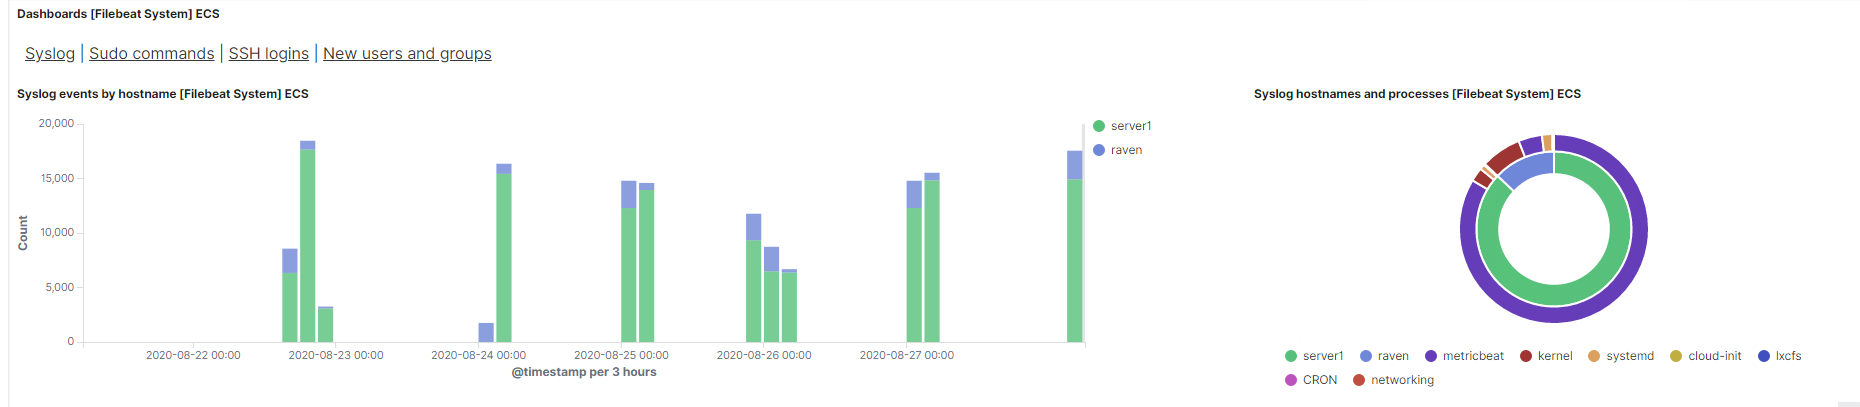 Dashboards [Filebeat System] ECS
Syslog | Sudo commands | SSH logins | New users and groups
Syslog events by hostname [Filebeat System] ECS
20,000
15,000
10,000
5,000
0
Count
2020-08-22 00:00 2020-08-23 00:00 2020-08-24 00:00 2020-08-25 00:00 2020-08-26 00:00 2020-08-27 00:00
@timestamp per 3 hours
server1
raven
Syslog hostnames and processes [Filebeat System] ECS
server1 raven metricbeat kernel systemd cloud-init lxcfs
CRON networking